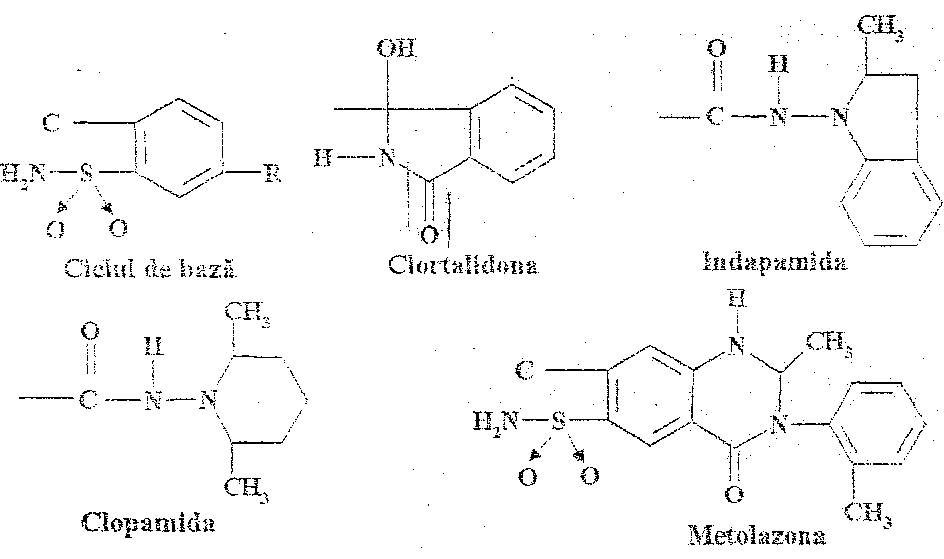 OH
O
H
CH3
C
H2N
S
R
O
O
H
N
O
C
N
N
Ciclul de bază
Clortalidona
Indapamida
O
H
CH3
C
N
N
CH3
Clopamida
H
C
N
CH3
H2N
S
N
O
O
O
CH3
Metolazona